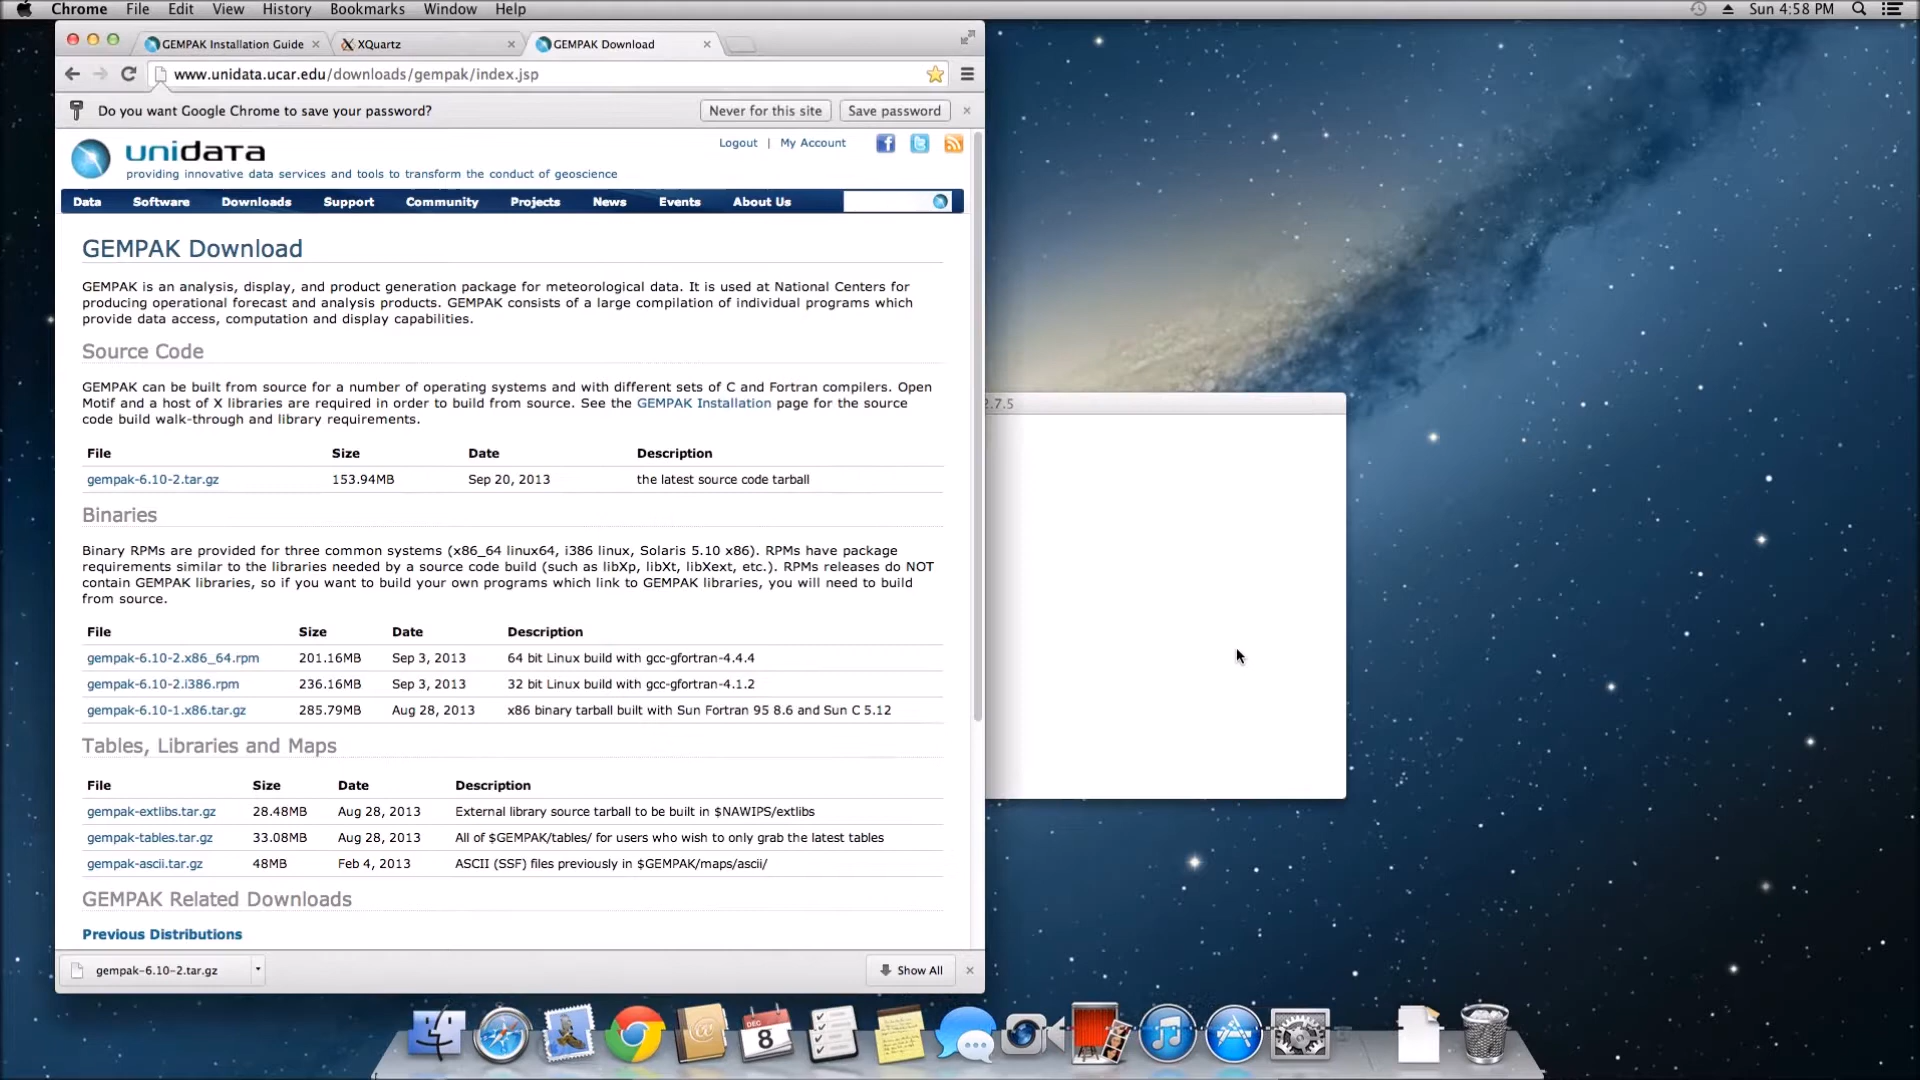 Chrome File Edit View History Bookmarks Window Help Sun 4:58 PM
GEMPAK Installation Guide XQuartz GEMPAK Download
www.unidata.ucar.edu/downloads/gempak/index.jsp
Do you want Google Chrome to save your password? Never for this site Save password
Logout | My Account
unidata
providing innovative data services and tools to transform the conduct of geoscience
Data Software Downloads Support Community Projects News Events About Us
GEMPAK Download
GEMPAK is an analysis, display, and product generation package for meteorological data. It is used at National Centers for
producing operational forecast and analysis products. GEMPAK consists of a large compilation of individual programs which
provide data access, computation and display capabilities.
Source Code
GEMPAK can be built from source for a number of operating systems and with different sets of C and Fortran compilers. Open
Motif and a host of X libraries are required in order to build from source. See the GEMPAK Installation page for the source
code build walk-through and library requirements.
2.7.5
File Size Date Description
gempak-6.10-2.tar.gz 153.94MB Sep 20, 2013 the latest source code tarball
Binaries
Binary RPMs are provided for three common systems (x86_64 linux64, i386 linux, Solaris 5.10 x86). RPMs have package
requirements similar to the libraries needed by a source code build (such as libXp, libXt, libXext, etc.). RPMs releases do NOT
contain GEMPAK libraries, so if you want to build your own programs which link to GEMPAK libraries, you will need to build
from source.
File Size Date Description
gempak-6.10-2.x86_64.rpm 201.16MB Sep 3, 2013 64 bit Linux build with gcc-gfortran-4.4.4
gempak-6.10-2.i386.rpm 236.16MB Sep 3, 2013 32 bit Linux build with gcc-gfortran-4.1.2
gempak-6.10-1.x86.tar.gz 285.79MB Aug 28, 2013 x86 binary tarball built with Sun Fortran 95 8.6 and Sun C 5.12
Tables, Libraries and Maps
File Size Date Description
gempak-extlibs.tar.gz 28.48MB Aug 28, 2013 External library source tarball to be built in $NAWIPS/extlibs
gempak-tables.tar.gz 33.08MB Aug 28, 2013 All of $GEMPAK/tables/ for users who wish to only grab the latest tables
gempak-ascii.tar.gz 48MB Feb 4, 2013 ASCII (SSF) files previously in $GEMPAK/maps/ascii/
GEMPAK Related Downloads
Previous Distributions
gempak-6.10-2.tar.gz Show All
DEC
8